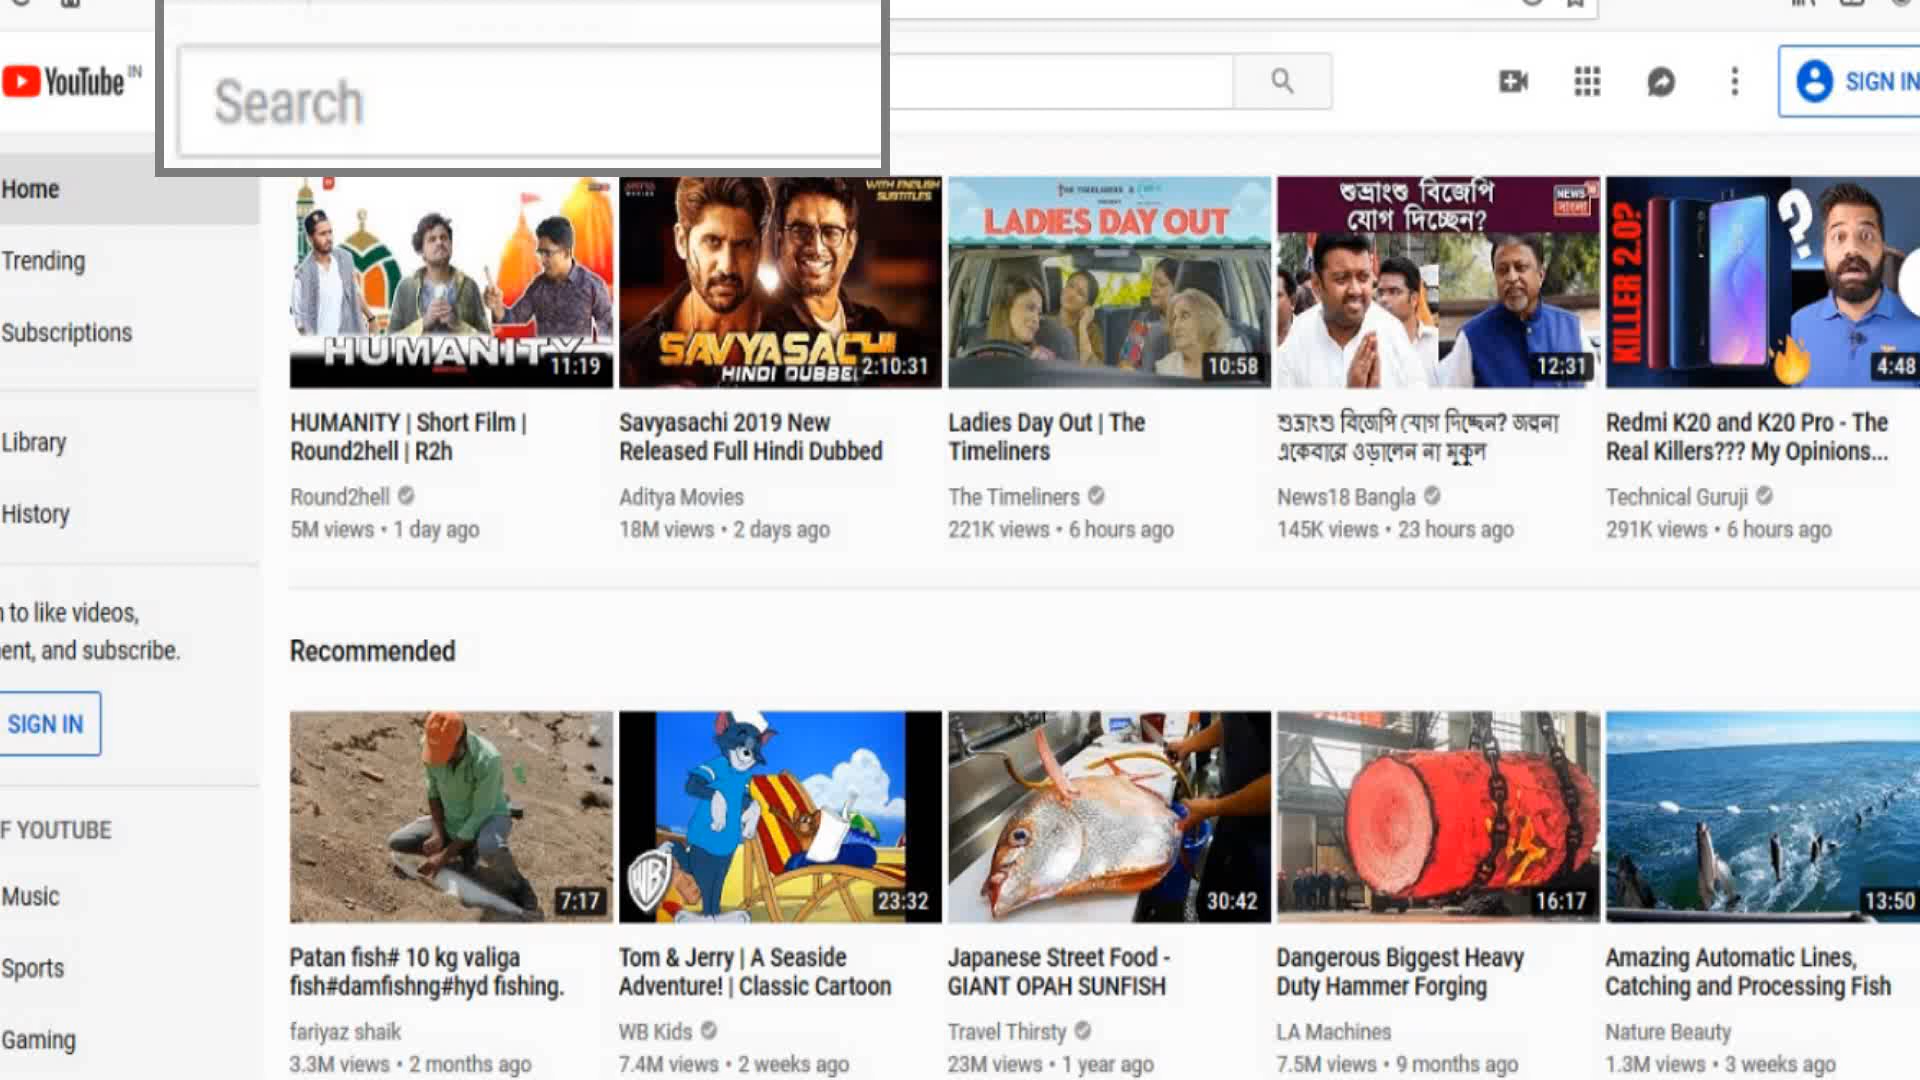 YouTube IN
Search
SIGN IN
Home
Trending
Subscriptions
Library
History
to like videos,
ent, and subscribe.
SIGN IN
F YOUTUBE
Music
Sports
Gaming
HUMANITY
11:19
WITH ENGLISH
SUBTITLES
SAVYASACHI
HINDI DUBBED
2:10:31
LADIES DAY OUT
10:58
শুভ্রাংশু বিজেপি
যোগ দিচ্ছেন?
NEWS
বাংলা
12:31
KILLER 2.0?
4:48
HUMANITY | Short Film |
Round2hell | R2h
Round2hell
5M views • 1 day ago
Savyasachi 2019 New
Released Full Hindi Dubbed
Aditya Movies
18M views • 2 days ago
Ladies Day Out | The
Timeliners
The Timeliners
221K views • 6 hours ago
শুভ্রাংশু বিজেপি যোগ দিচ্ছেন? জল্পনা
একেবারে ওড়ালেন না মুকুল
News18 Bangla
145K views • 23 hours ago
Redmi K20 and K20 Pro - The
Real Killers??? My Opinions...
Technical Guruji
291K views • 6 hours ago
Recommended
7:17
WB
23:32
30:42
16:17
13:50
Patan fish# 10 kg valiga
fish#damfishng#hyd fishing.
fariyaz shaik
3.3M views • 2 months ago
Tom & Jerry | A Seaside
Adventure! | Classic Cartoon
WB Kids
7.4M views • 2 weeks ago
Japanese Street Food -
GIANT OPAH SUNFISH
Travel Thirsty
23M views • 1 year ago
Dangerous Biggest Heavy
Duty Hammer Forging
LA Machines
7.5M views • 9 months ago
Amazing Automatic Lines,
Catching and Processing Fish
Nature Beauty
1.3M views • 3 weeks ago